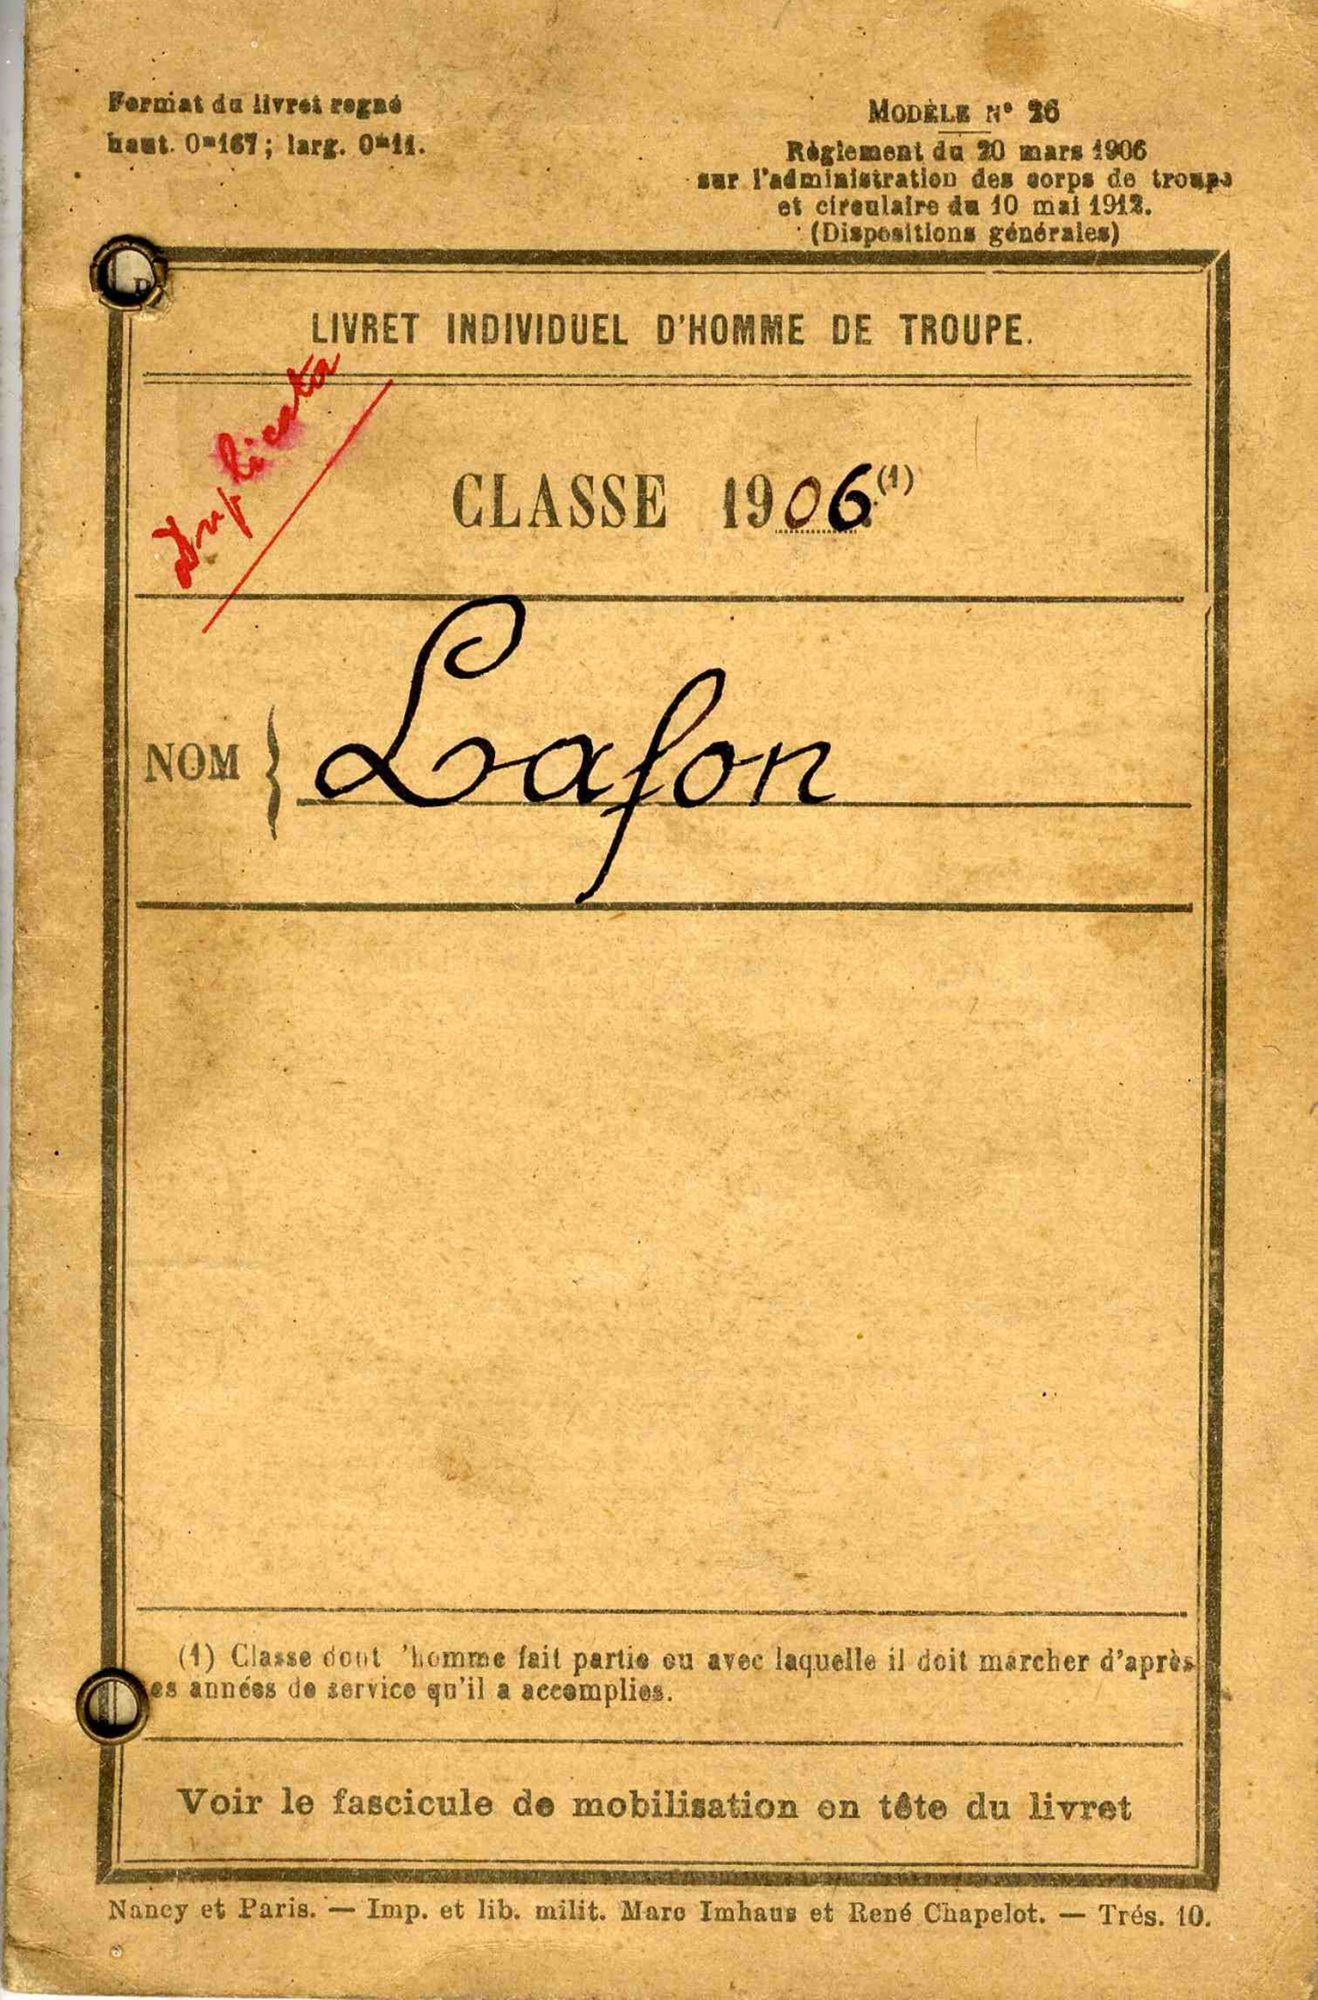 Format du livret rogné
haut. 0m167; larg. 0m11.
MODÈLE N° 26
Règlement du 20 mars 1906
sur l'administration des corps de troupe
et circulaire du 10 mai 1912.
(Dispositions générales)
LIVRET INDIVIDUEL D'HOMME DE TROUPE.
Duplicata
CLASSE 1906.(1)
NOM } Lafon
(1) Classe dont 'homme fait partie ou avec laquelle il doit marcher d'après
es années de service qu'il a accomplies.
Voir le fascicule de mobilisation en tête du livret
Nancy et Paris. — Imp. et lib. milit. Marc Imhaus et René Chapelot. — Trés. 10.